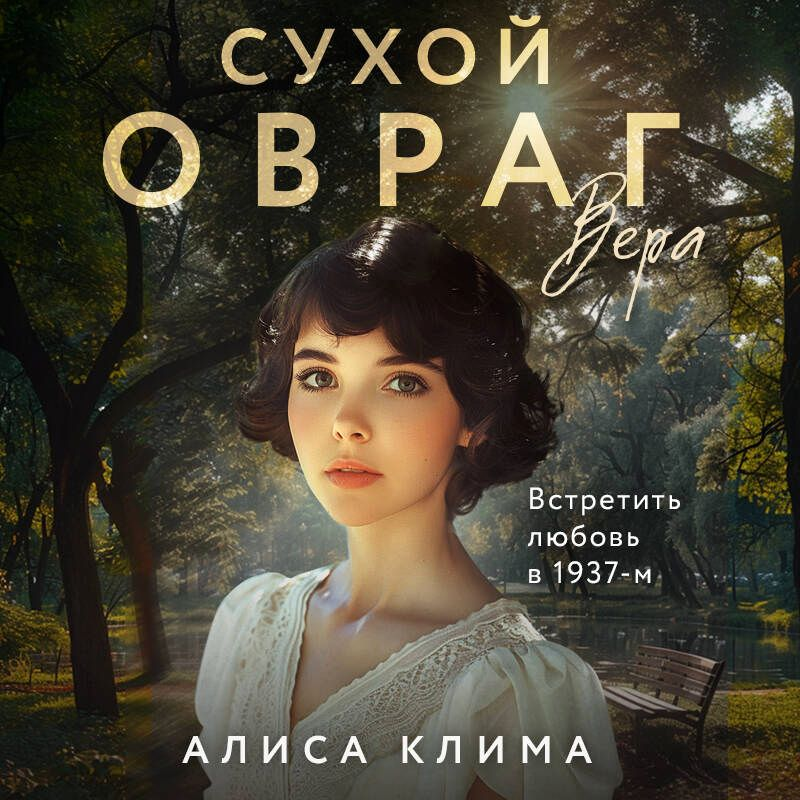 СУХОЙ
ОВРАГ
Вера
Встретить
любовь
в 1937-м
АЛИСА КЛИМА